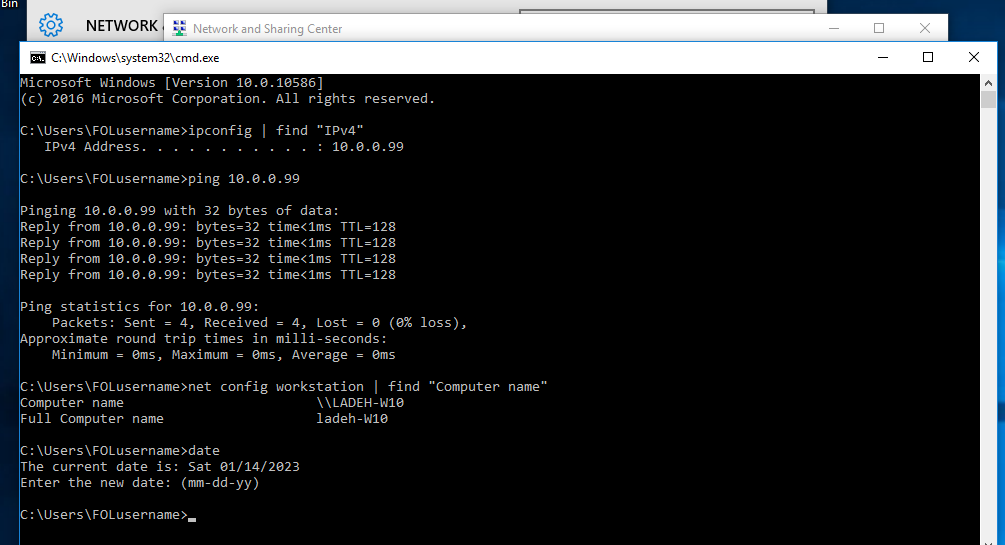 Bin
NETWORK
Network and Sharing Center
C:\Windows\system32\cmd.exe
Microsoft Windows [Version 10.0.10586]
(c) 2016 Microsoft Corporation. All rights reserved.
C:\Users\FOLusername>ipconfig | find "IPv4"
   IPv4 Address. . . . . . . . . . . : 10.0.0.99
C:\Users\FOLusername>ping 10.0.0.99
Pinging 10.0.0.99 with 32 bytes of data:
Reply from 10.0.0.99: bytes=32 time<1ms TTL=128
Reply from 10.0.0.99: bytes=32 time<1ms TTL=128
Reply from 10.0.0.99: bytes=32 time<1ms TTL=128
Reply from 10.0.0.99: bytes=32 time<1ms TTL=128
Ping statistics for 10.0.0.99:
    Packets: Sent = 4, Received = 4, Lost = 0 (0% loss),
Approximate round trip times in milli-seconds:
    Minimum = 0ms, Maximum = 0ms, Average = 0ms
C:\Users\FOLusername>net config workstation | find "Computer name"
Computer name                        \\LADEH-W10
Full Computer name                   ladeh-W10
C:\Users\FOLusername>date
The current date is: Sat 01/14/2023
Enter the new date: (mm-dd-yy)
C:\Users\FOLusername>